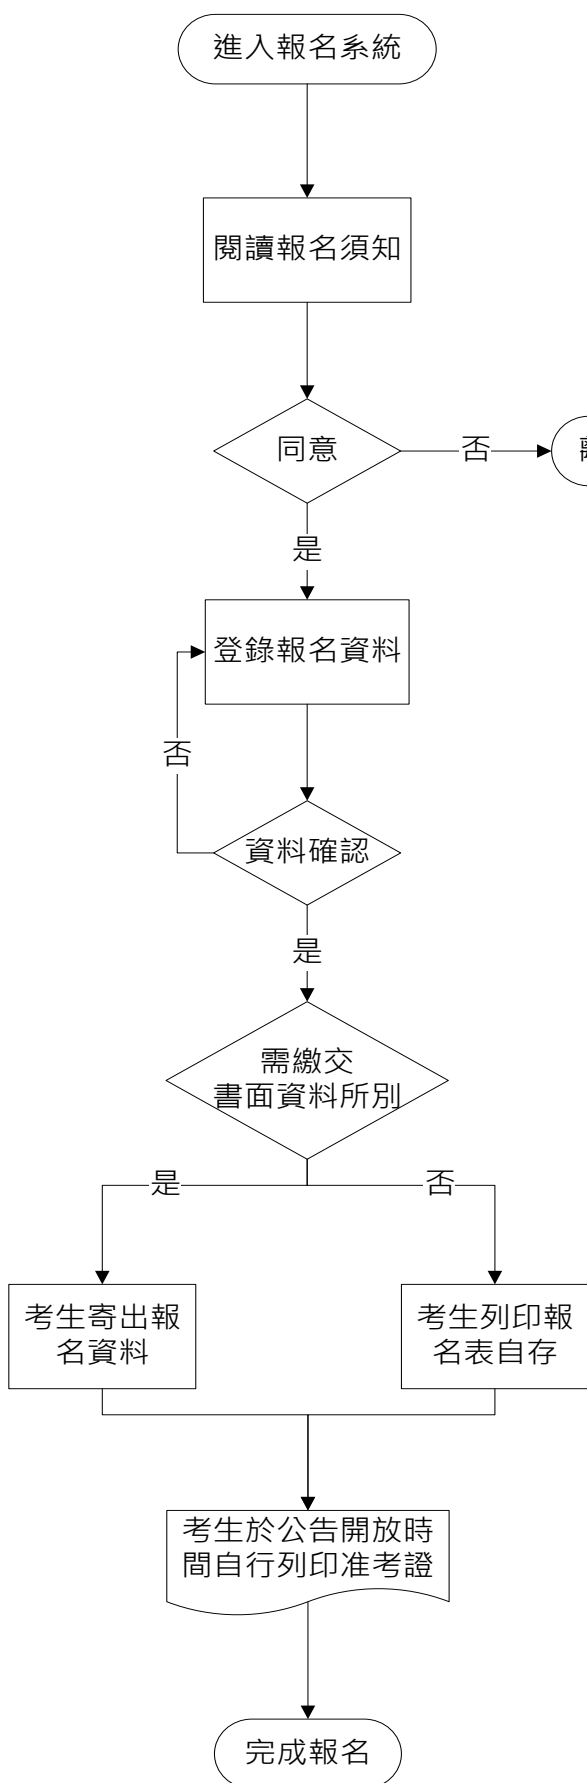 進入報名系統
閱讀報名須知
同意
否
是
登錄報名資料
否
資料確認
是
需繳交
書面資料所別
是
否
考生寄出報
名資料
考生列印報
名表自存
考生於公告開放時
間自行列印准考證
完成報名